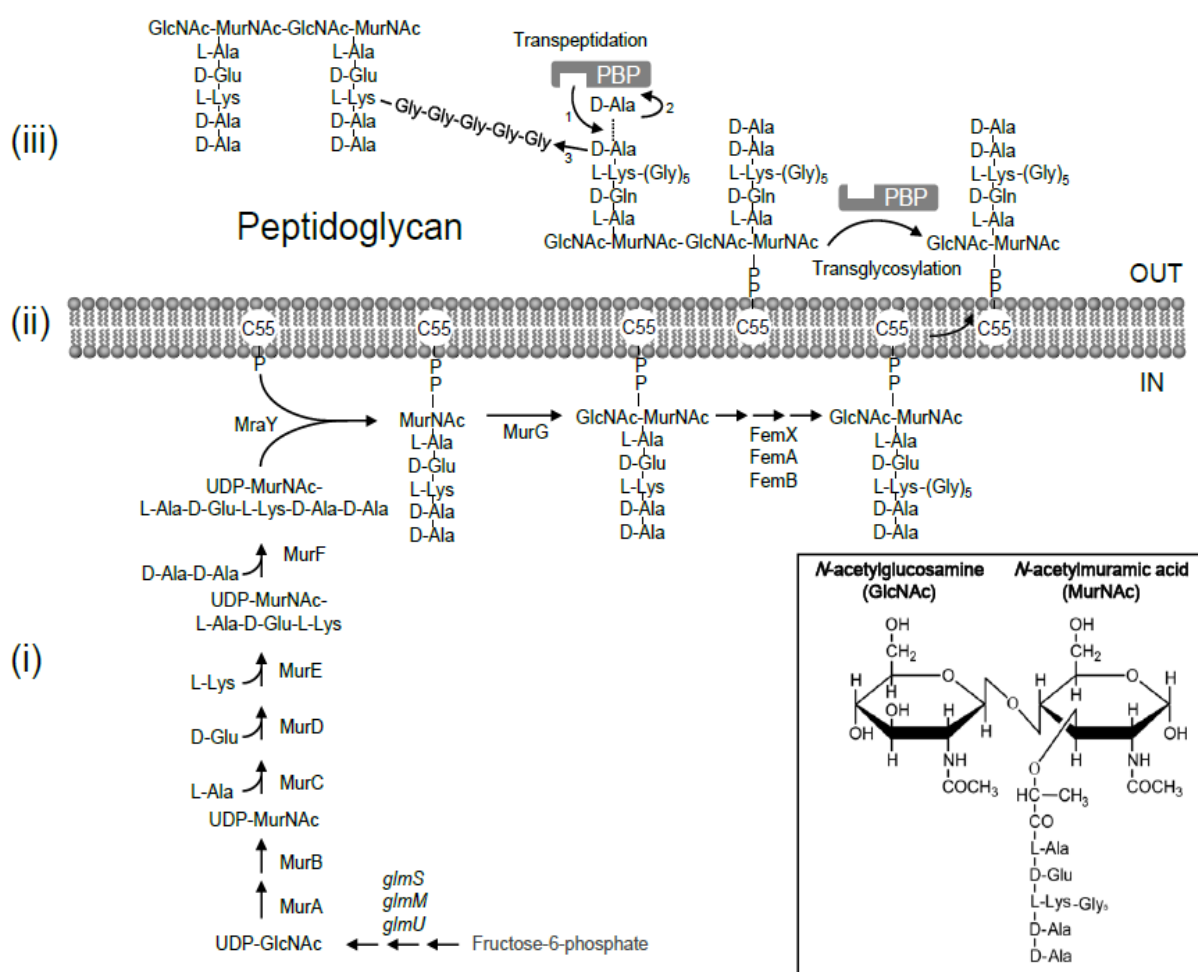 GlcNAc-MurNAc-GlcNAc-MurNAc
L-Ala L-Ala
D-Glu D-Glu
L-Lys L-Lys
D-Ala D-Ala
D-Ala D-Ala
Gly-Gly-Gly-Gly-Gly
Transpeptidation
PBP
D-Ala
1
2
3
D-Ala
L-Lys-(Gly)5
D-Gln
L-Ala
GlcNAc-MurNAc-GlcNAc-MurNAc
D-Ala
D-Ala
L-Lys-(Gly)5
D-Gln
L-Ala
P
P
PBP
Transglycosylation
D-Ala
D-Ala
L-Lys-(Gly)5
D-Gln
L-Ala
GlcNAc-MurNAc
P
P
(iii)
Peptidoglycan
OUT
(ii)
C55 C55 C55 C55 C55 C55
IN
P
MraY
P
P
MurNAc
L-Ala
D-Glu
L-Lys
D-Ala
D-Ala
MurG
P
P
GlcNAc-MurNAc
L-Ala
D-Glu
L-Lys
D-Ala
D-Ala
FemX
FemA
FemB
P
P
GlcNAc-MurNAc
L-Ala
D-Glu
L-Lys-(Gly)5
D-Ala
D-Ala
UDP-MurNAc-
L-Ala-D-Glu-L-Lys-D-Ala-D-Ala
MurF
D-Ala-D-Ala
UDP-MurNAc-
L-Ala-D-Glu-L-Lys
(i)
MurE
L-Lys
MurD
D-Glu
MurC
L-Ala
UDP-MurNAc
MurB
MurA
glmS
glmM
glmU
UDP-GlcNAc
Fructose-6-phosphate
N-acetylglucosamine
(GlcNAc)
N-acetylmuramic acid
(MurNAc)
OH OH
CH2 CH2
H O H O H
H H
OH H H
OH H O OH
H NH H NH
COCH3 O COCH3
HC—CH3
CO
L-Ala
D-Glu
L-Lys-Gly5
D-Ala
D-Ala